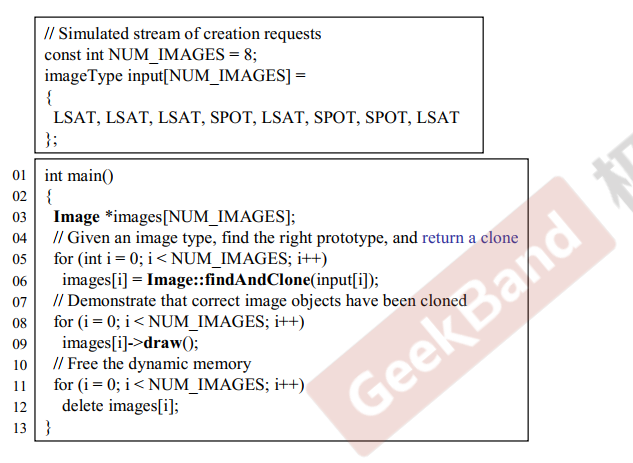 // Simulated stream of creation requests
const int NUM_IMAGES = 8;
imageType input[NUM_IMAGES] =
{
LSAT, LSAT, LSAT, SPOT, LSAT, SPOT, SPOT, LSAT
};
01 int main()
02 {
03 Image *images[NUM_IMAGES];
04 // Given an image type, find the right prototype, and return a clone
05 for (int i = 0; i < NUM_IMAGES; i++)
06 images[i] = Image::findAndClone(input[i]);
07 // Demonstrate that correct image objects have been cloned
08 for (i = 0; i < NUM_IMAGES; i++)
09 images[i]->draw();
10 // Free the dynamic memory
11 for (i = 0; i < NUM_IMAGES; i++)
12 delete images[i];
13 }
GeekBand